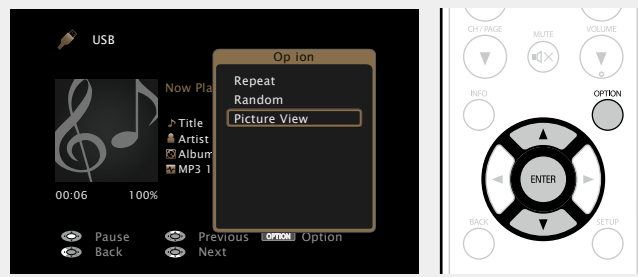 USB
Op ion
Now Pla
Repeat
Random
Picture View
Title
Artist
Album
MP3 1
00:06 100%
Pause
Previous
OPTION Option
Back
Next
CH / PAGE
MUTE
VOLUME
INFO
OPTION
ENTER
BACK
SETUP